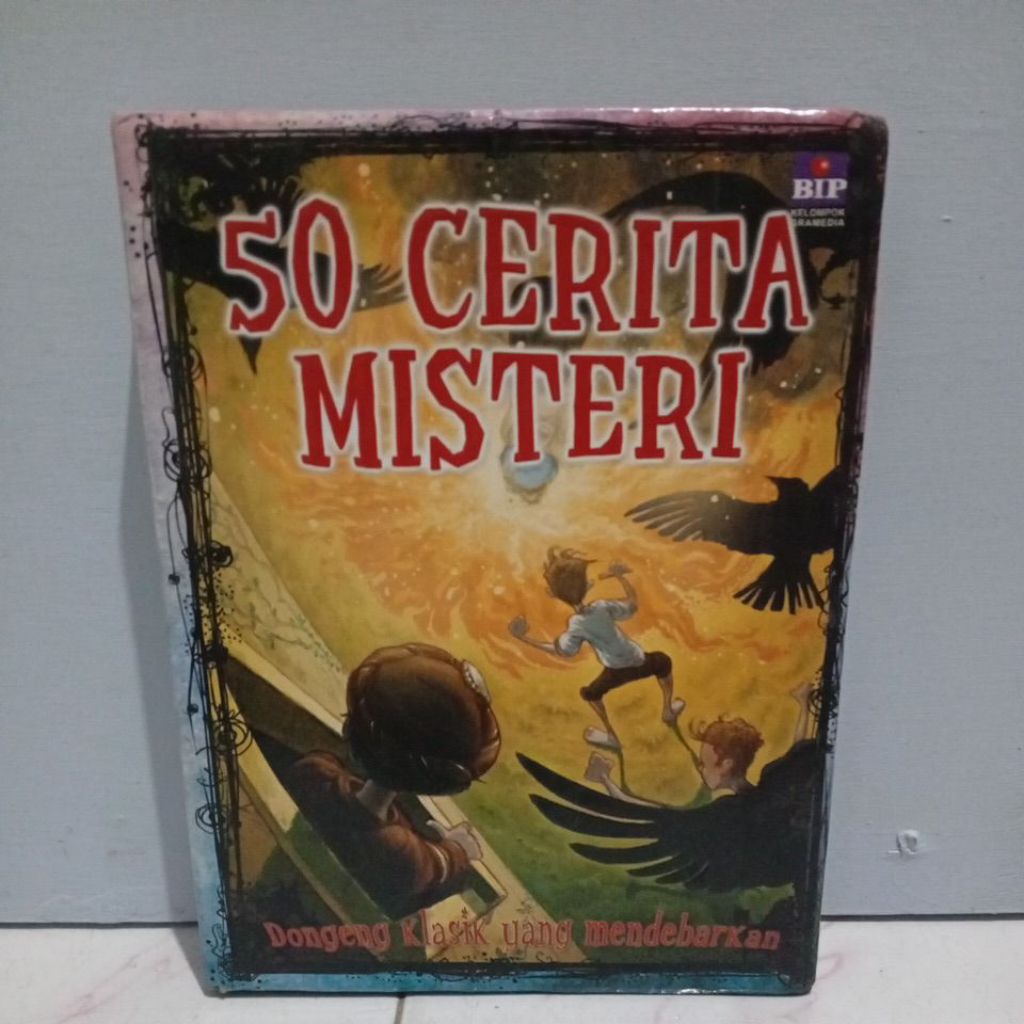 BIP
KELOMPOK
GRAMEDIA
50 CERITA
MISTERI
Dongeng klasik yang mendebarkan